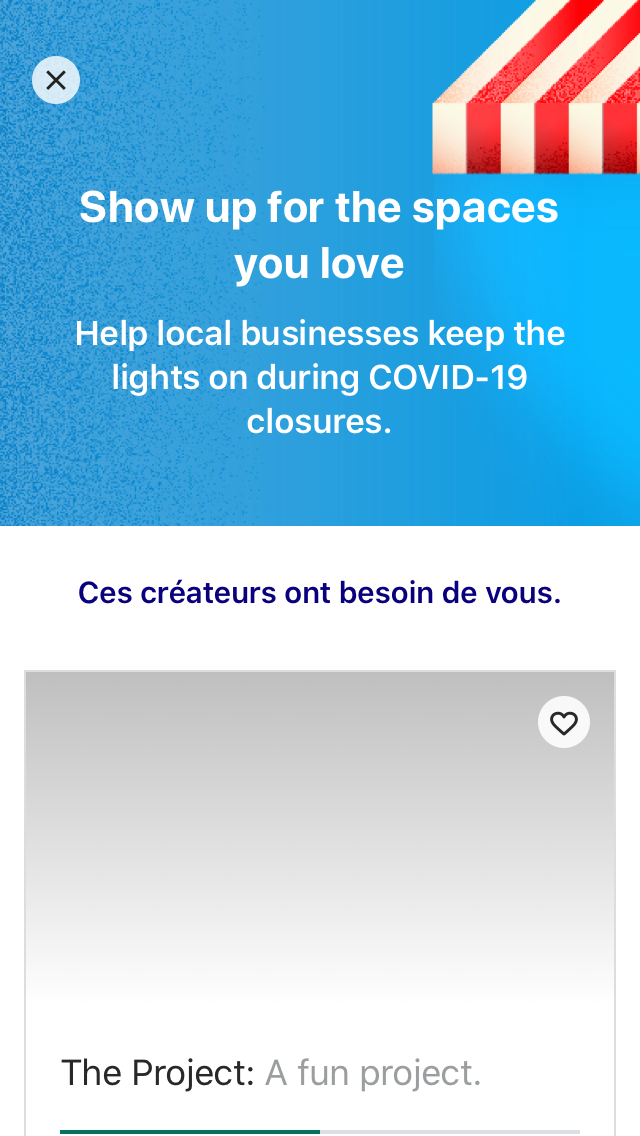 Show up for the spaces
you love
Help local businesses keep the
lights on during COVID-19
closures.
Ces créateurs ont besoin de vous.
The Project: A fun project.